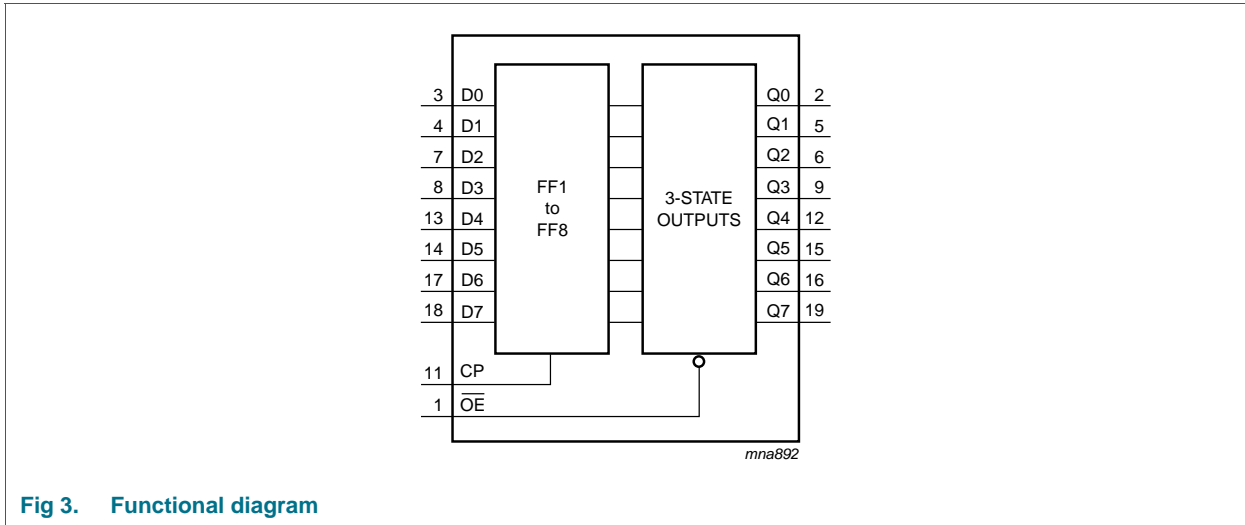 3 D0 Q0 2
4 D1 Q1 5
7 D2 Q2 6
8 D3 FF1 Q3 9
to 3-STATE
13 D4 FF8 OUTPUTS Q4 12
14 D5 Q5 15
17 D6 Q6 16
18 D7 Q7 19
11 CP
1 O̅E̅
mna892
Fig 3. Functional diagram